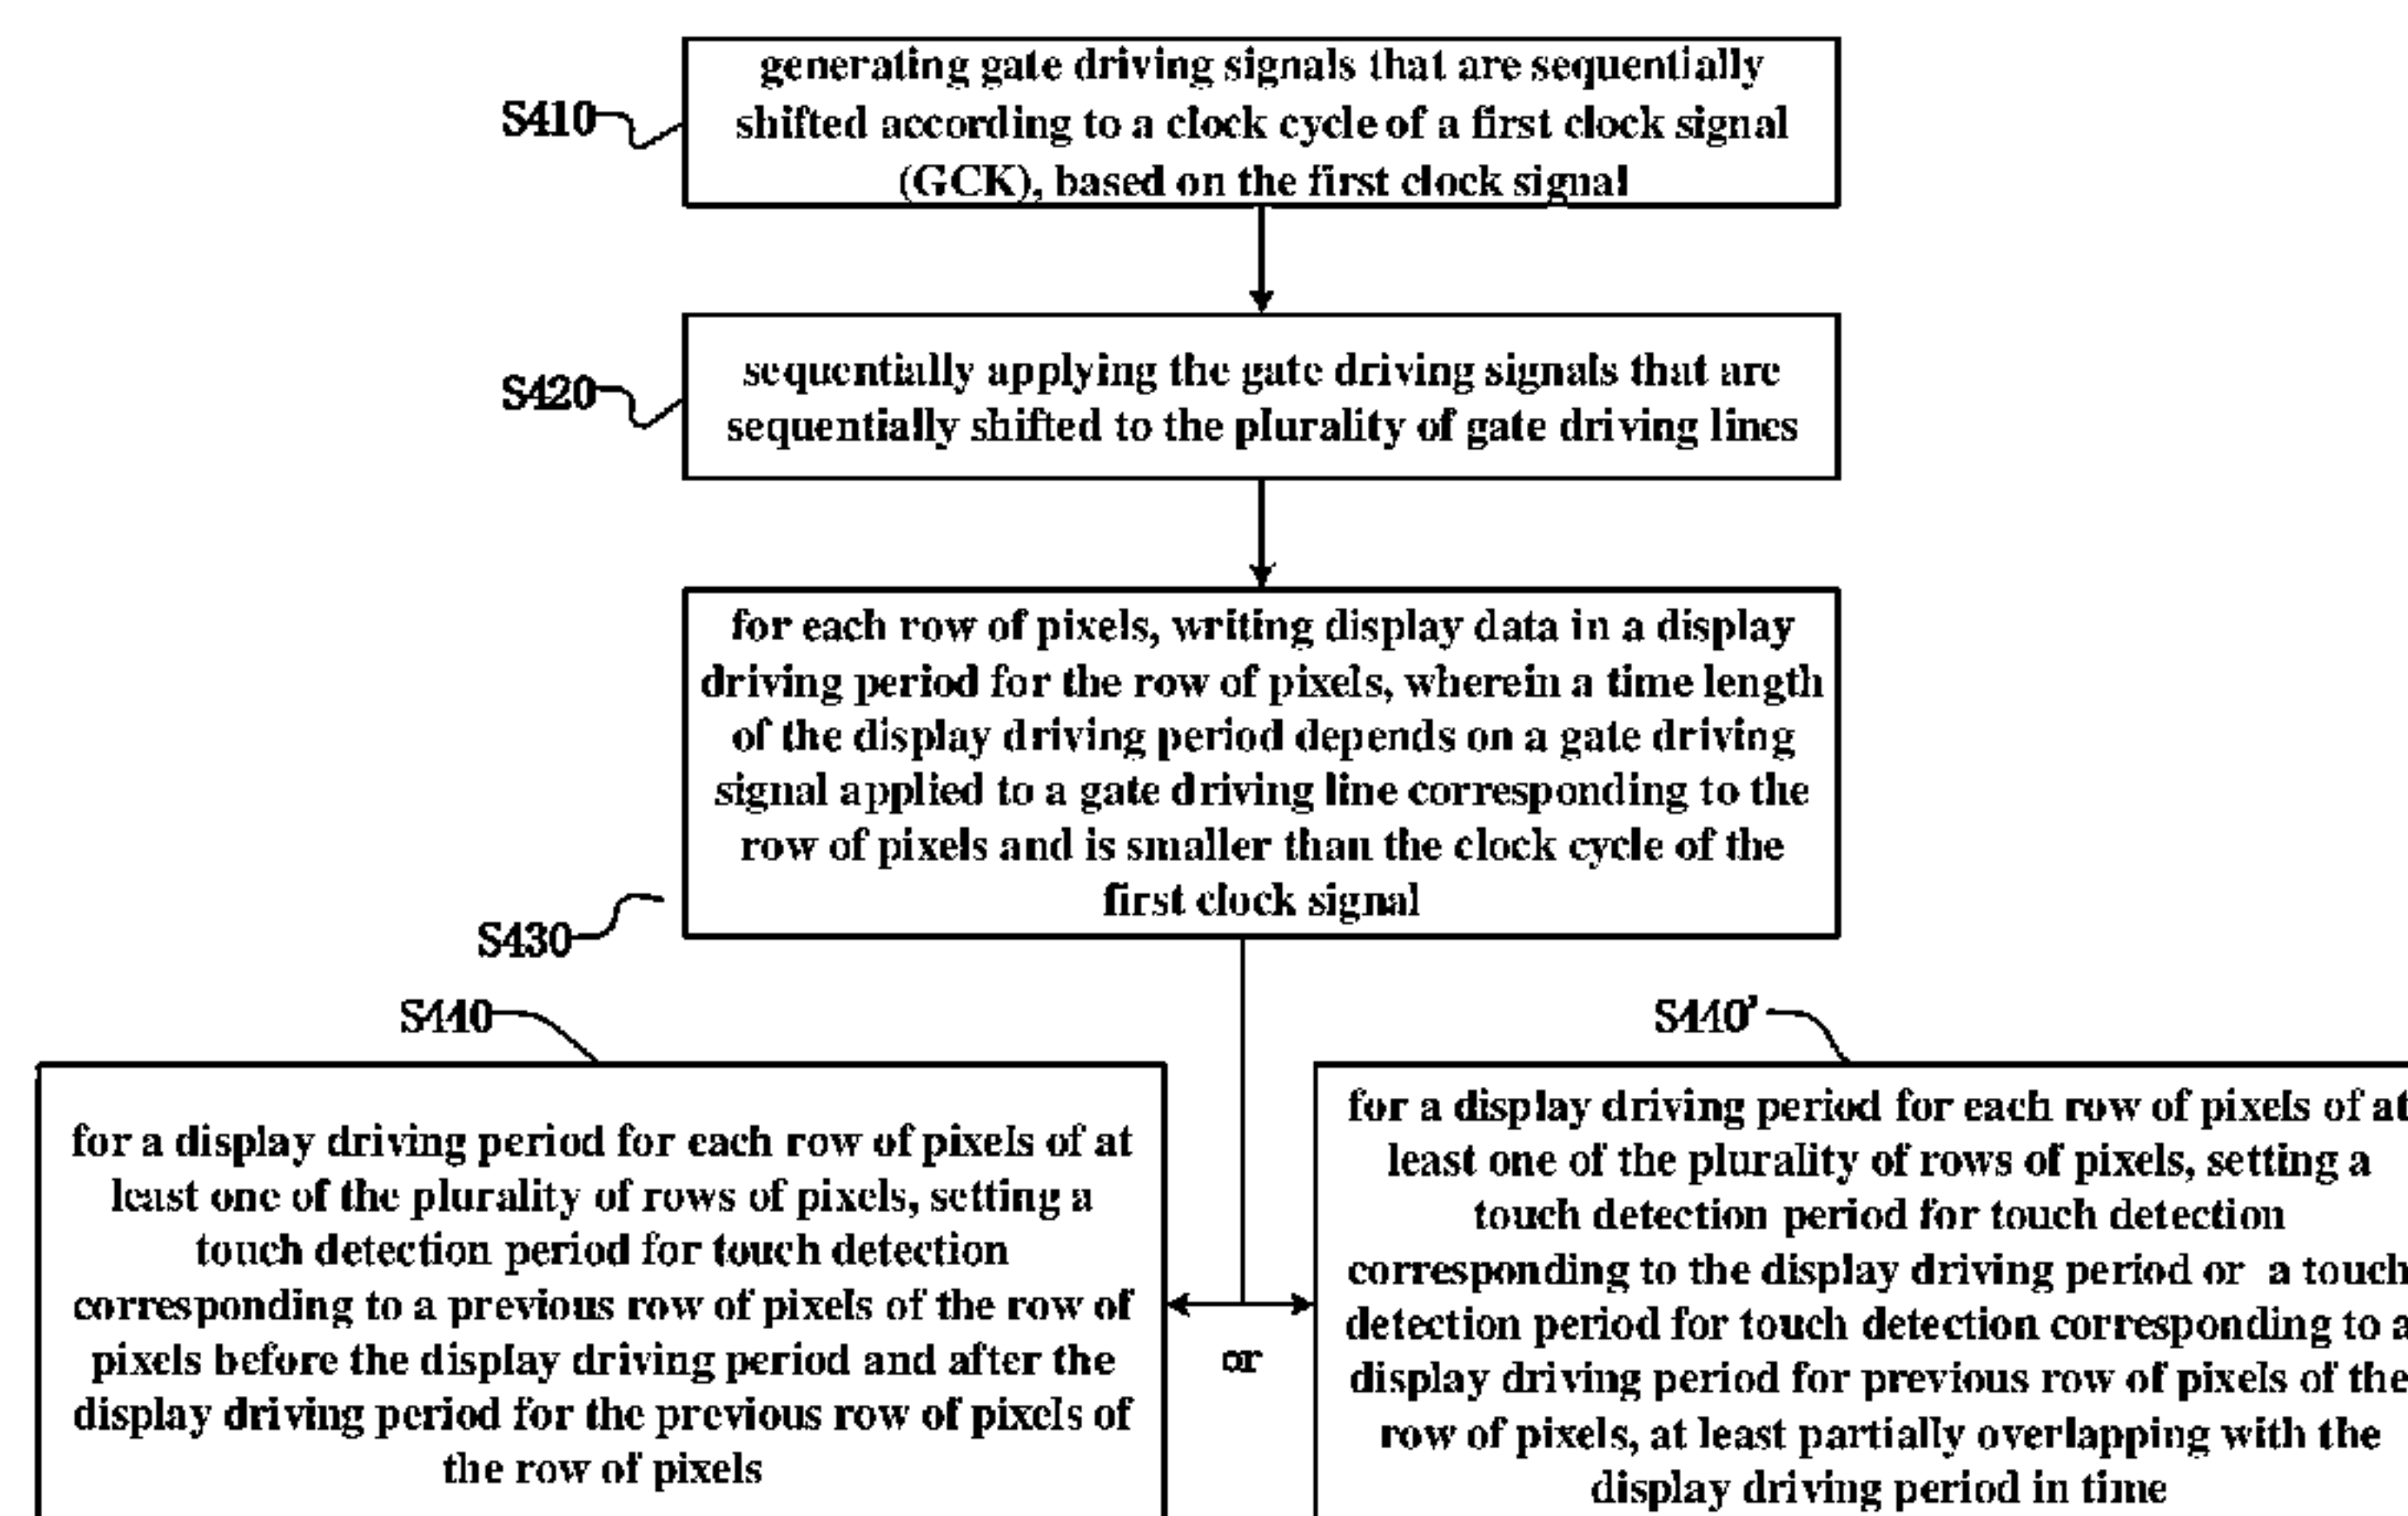 generating gate driving signals that are sequentially
S410
shifted according to a clock cycle of a first clock signal
(GCK), based on the first clock signal
sequentially applying the gate driving signals that are
S420
sequentially shifted to the plurality of gate driving lines
for each row of pixels, writing display data in a display
driving period for the row of pixels, wherein a time length
of the display driving period depends on a gate driving
signal applied to a gate driving line corresponding to the
row of pixels and is smaller than the clock cycle of the
first clock signal
S430
S440
for a display driving period for each row of pixels of at
least one of the plurality of rows of pixels, setting a
touch detection period for touch detection
corresponding to a previous row of pixels of the row of
pixels before the display driving period and after the
display driving period for the previous row of pixels of
the row of pixels
or
S440'
for a display driving period for each row of pixels of at
least one of the plurality of rows of pixels, setting a
touch detection period for touch detection
corresponding to the display driving period or a touch
detection period for touch detection corresponding to a
display driving period for previous row of pixels of the
row of pixels, at least partially overlapping with the
display driving period in time